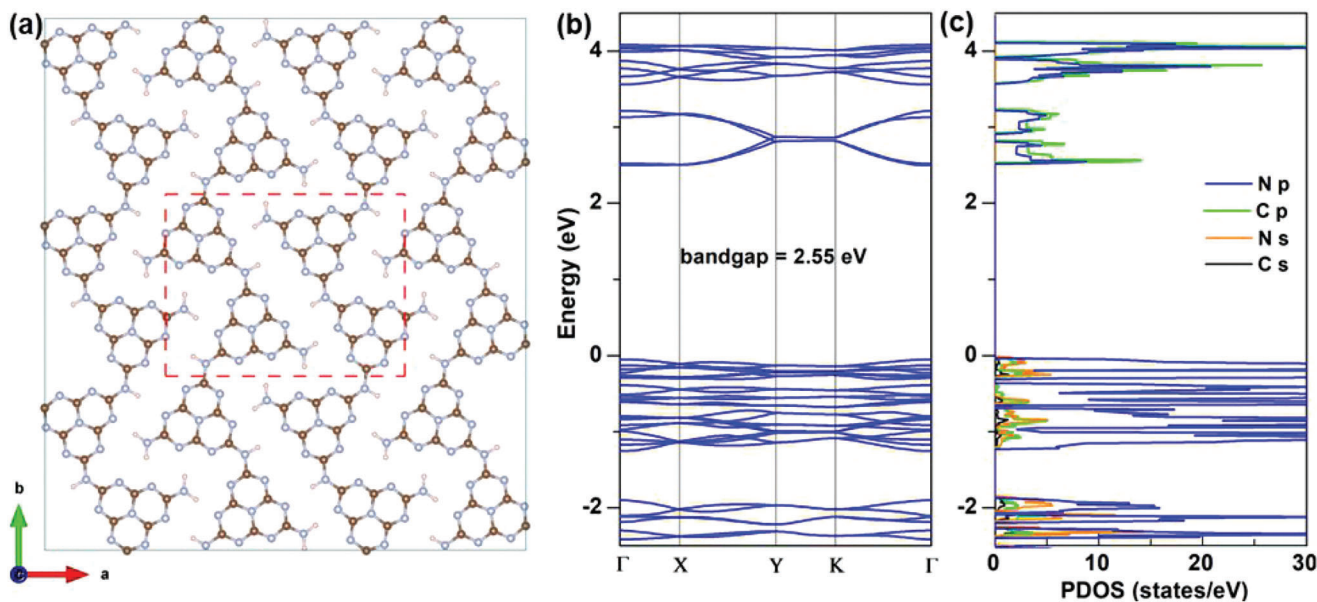 (a)
b
c
a
(b)
Energy (eV)
4
2
0
-2
bandgap = 2.55 eV
Γ X Y K Γ
(c)
4
2
0
-2
N p
C p
N s
C s
0 10 20 30
PDOS (states/eV)